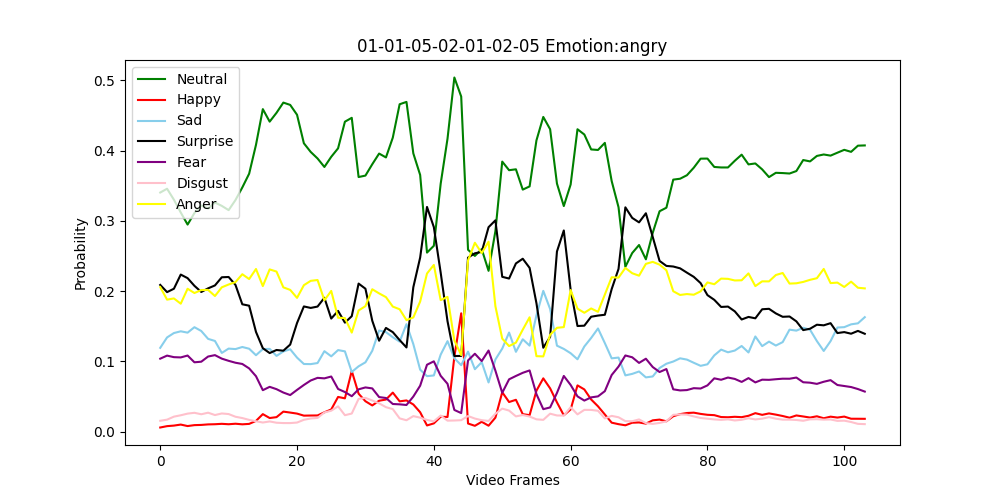 01-01-05-02-01-02-05 Emotion:angry
Neutral
Happy
Sad
Surprise
Fear
Disgust
Anger
0.5
0.4
0.3
0.2
0.1
0.0
Probability
0 20 40 60 80 100
Video Frames